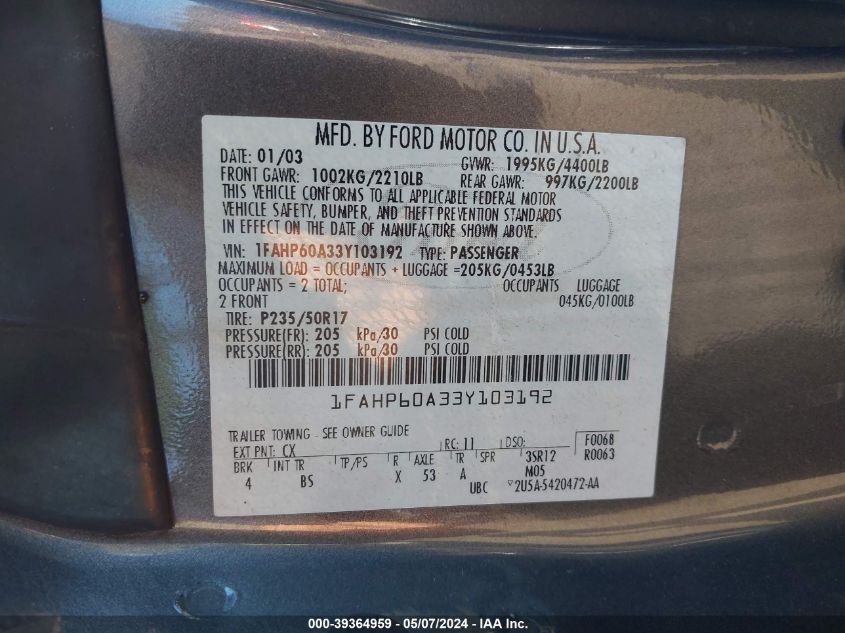 MFD. BY FORD MOTOR CO. IN U.S.A.
DATE: 01/03 GVWR: 1995KG/4400LB
FRONT GAWR: 1002KG/2210LB REAR GAWR: 997KG/2200LB
THIS VEHICLE CONFORMS TO ALL APPLICABLE FEDERAL MOTOR
VEHICLE SAFETY, BUMPER, AND THEFT PREVENTION STANDARDS
IN EFFECT ON THE DATE OF MANUFACTURE SHOWN ABOVE.
VIN: 1FAHP60A33Y103192 TYPE: PASSENGER
MAXIMUM LOAD = OCCUPANTS + LUGGAGE =205KG/0453LB
OCCUPANTS = 2 TOTAL; OCCUPANTS LUGGAGE
2 FRONT 045KG/0100LB
TIRE: P235/50R17
PRESSURE(FR): 205 kPa/30 PSI COLD
PRESSURE(RR): 205 kPa/30 PSI COLD
1FAHP60A33Y103192
TRAILER TOWING - SEE OWNER GUIDE
EXT PNT: CX RC: 11 DSO: F0068
BRK INT TR TP/PS R AXLE TR SPR 3SR12 R0063
4 BS X 53 A M05
UBC 2U5A-5420472-AA
000-39364959 - 05/07/2024 - IAAI Inc.